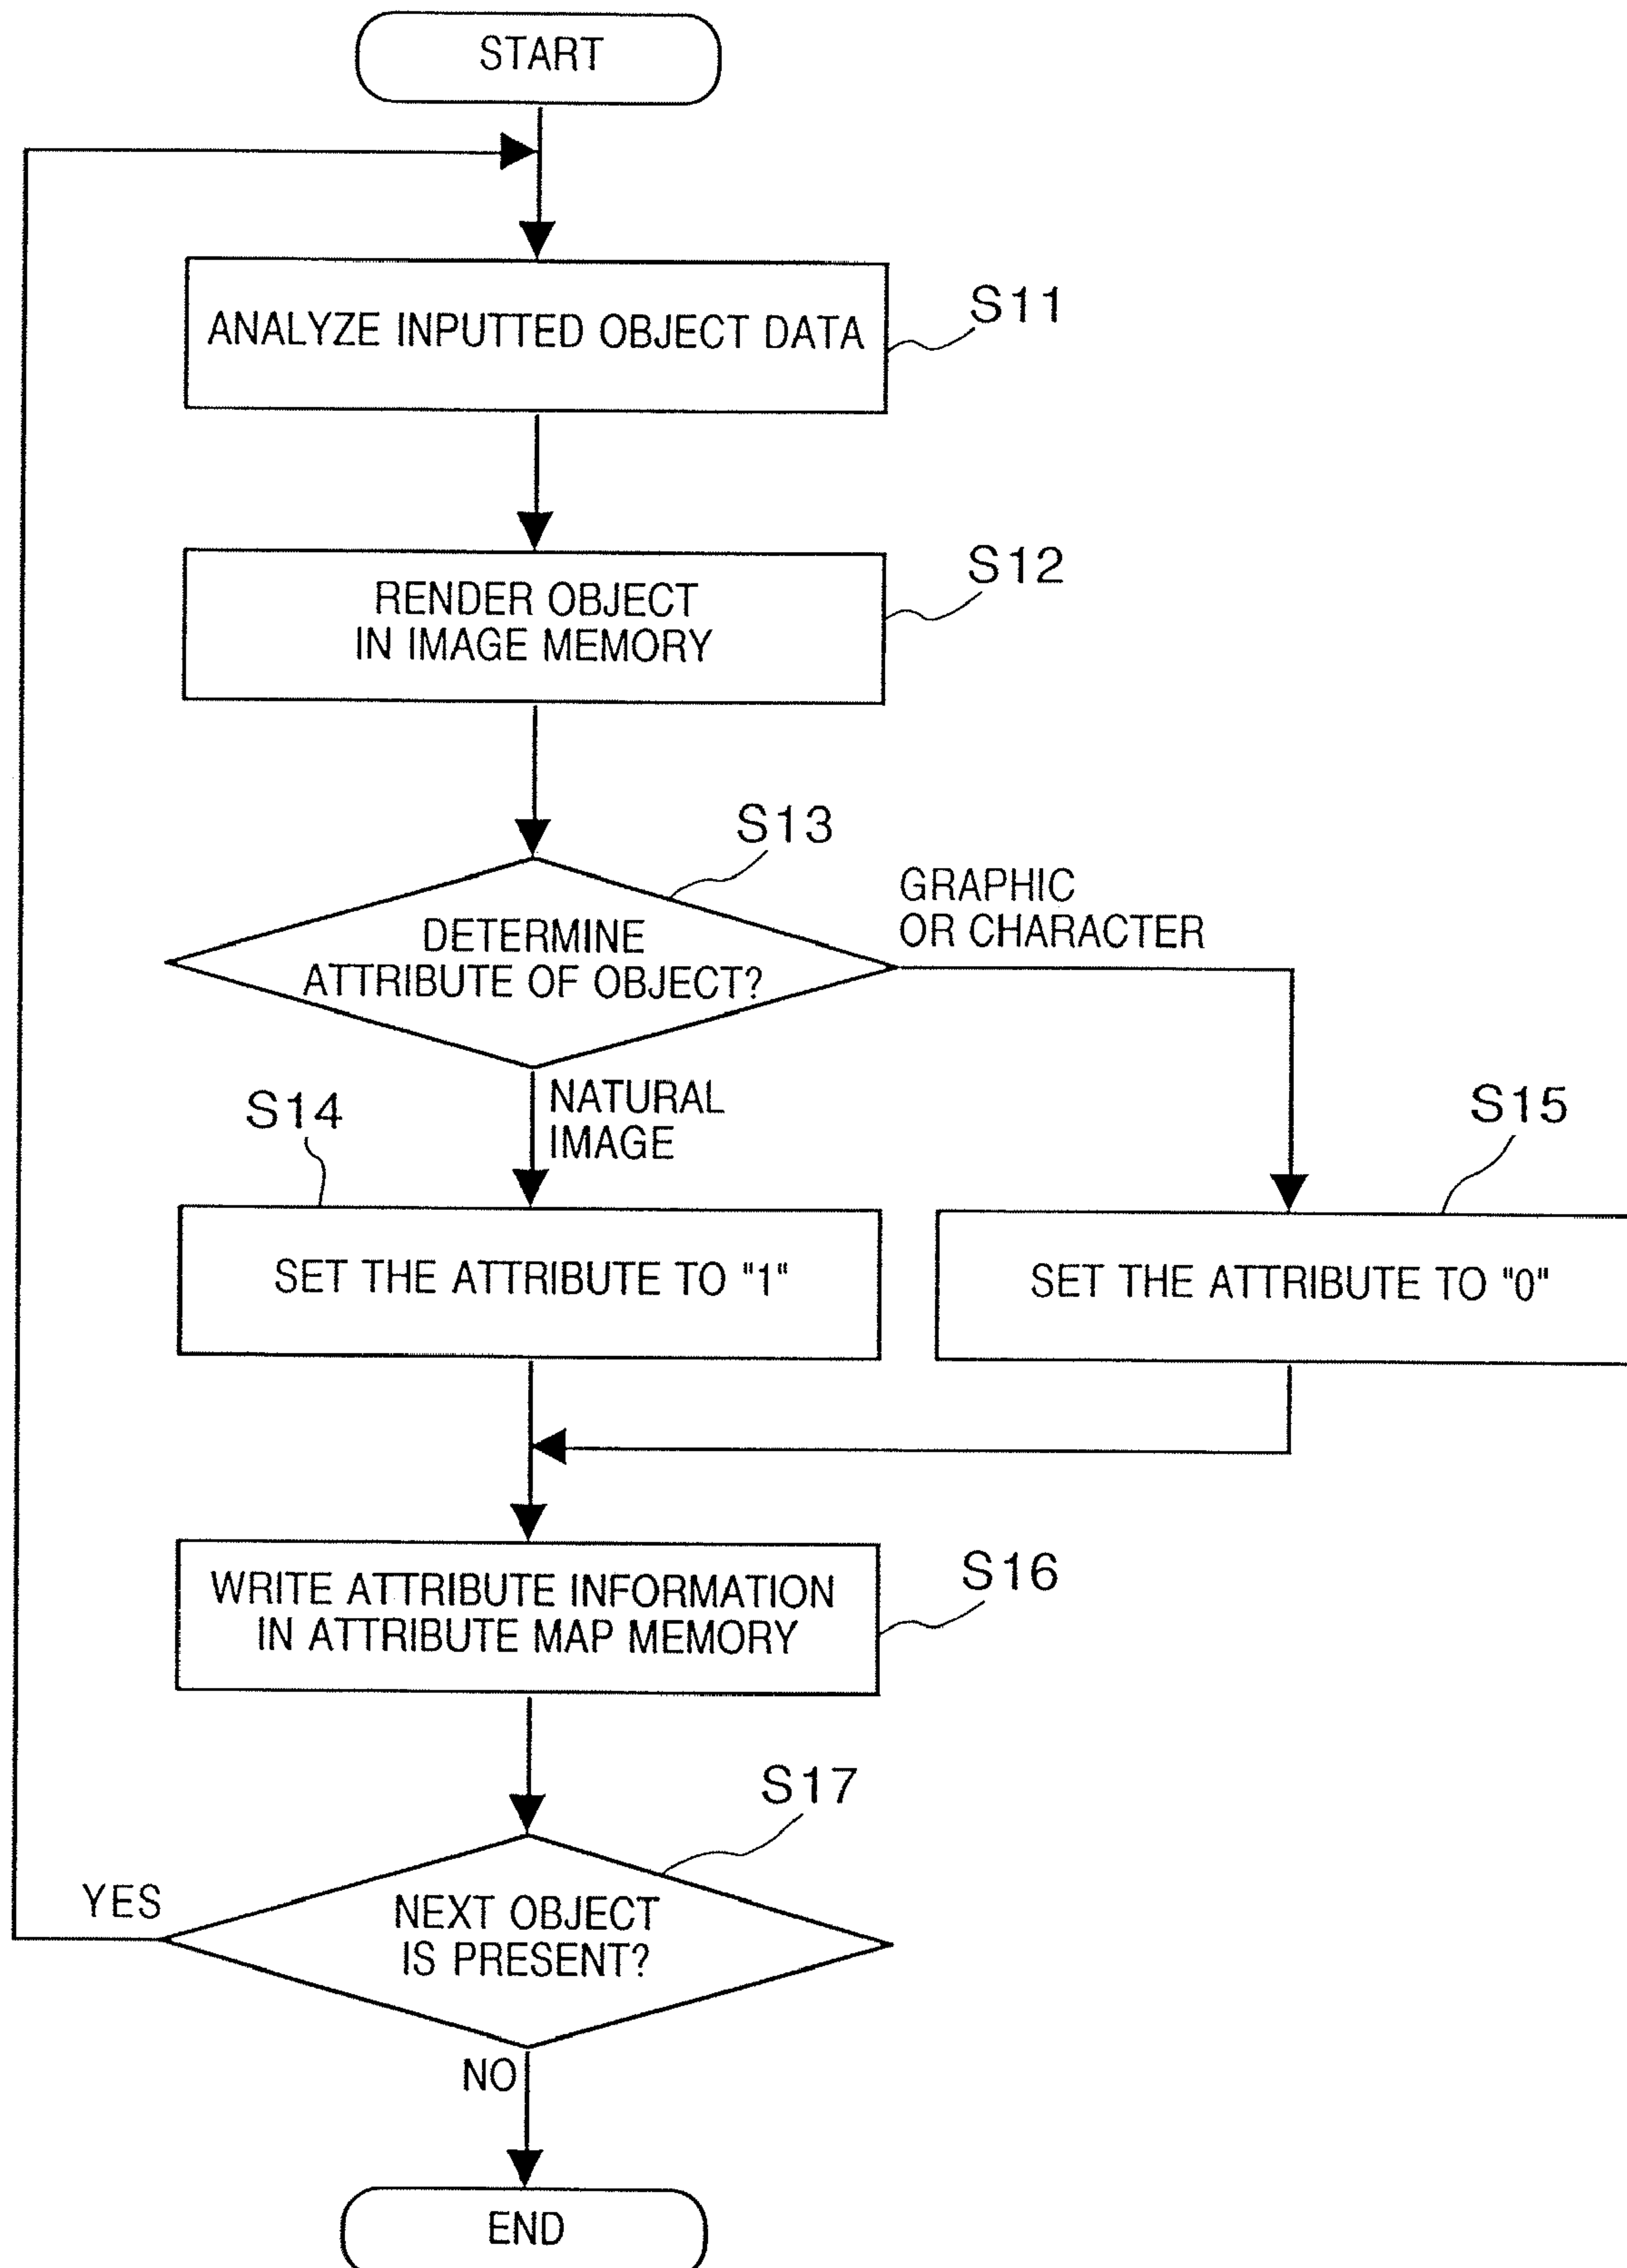 START
ANALYZE INPUTTED OBJECT DATA
S11
RENDER OBJECT
IN IMAGE MEMORY
S12
S13
DETERMINE
ATTRIBUTE OF OBJECT?
GRAPHIC
OR CHARACTER
NATURAL
IMAGE
S14
SET THE ATTRIBUTE TO "1"
S15
SET THE ATTRIBUTE TO "0"
WRITE ATTRIBUTE INFORMATION
IN ATTRIBUTE MAP MEMORY
S16
S17
NEXT OBJECT
IS PRESENT?
YES
NO
END